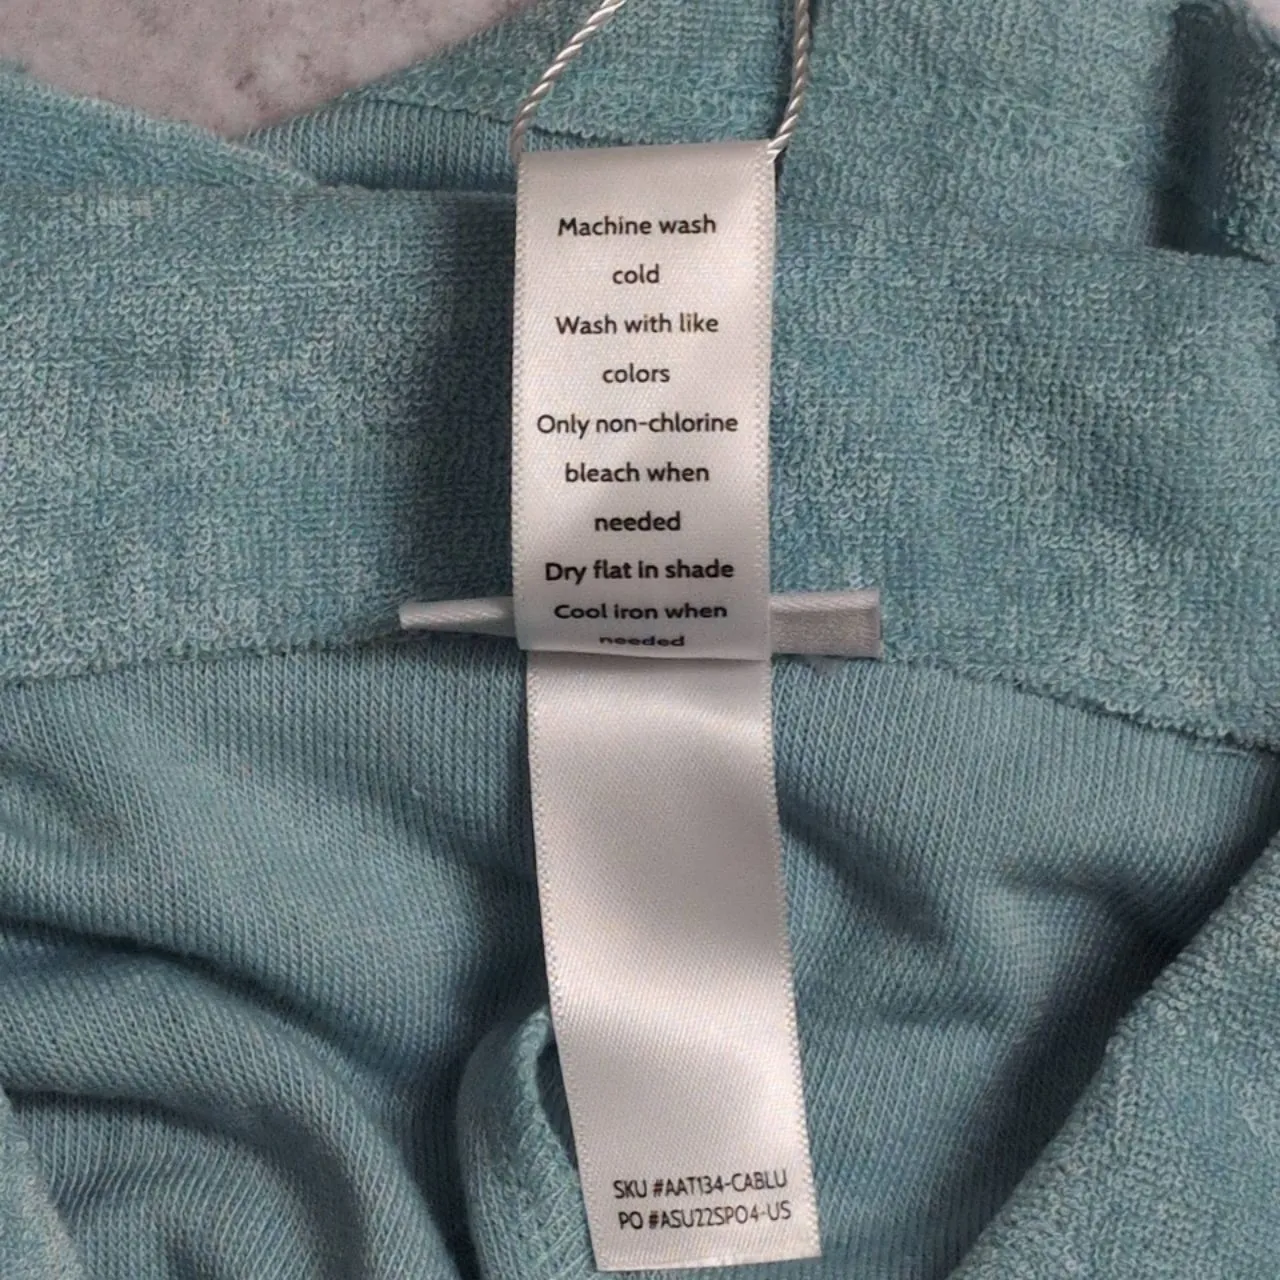 Machine wash
cold
Wash with like
colors
Only non-chlorine
bleach when
needed
Dry flat in shade
Cool iron when
needed
SKU #AAT134-CABLU
PO #ASU22SP04-US